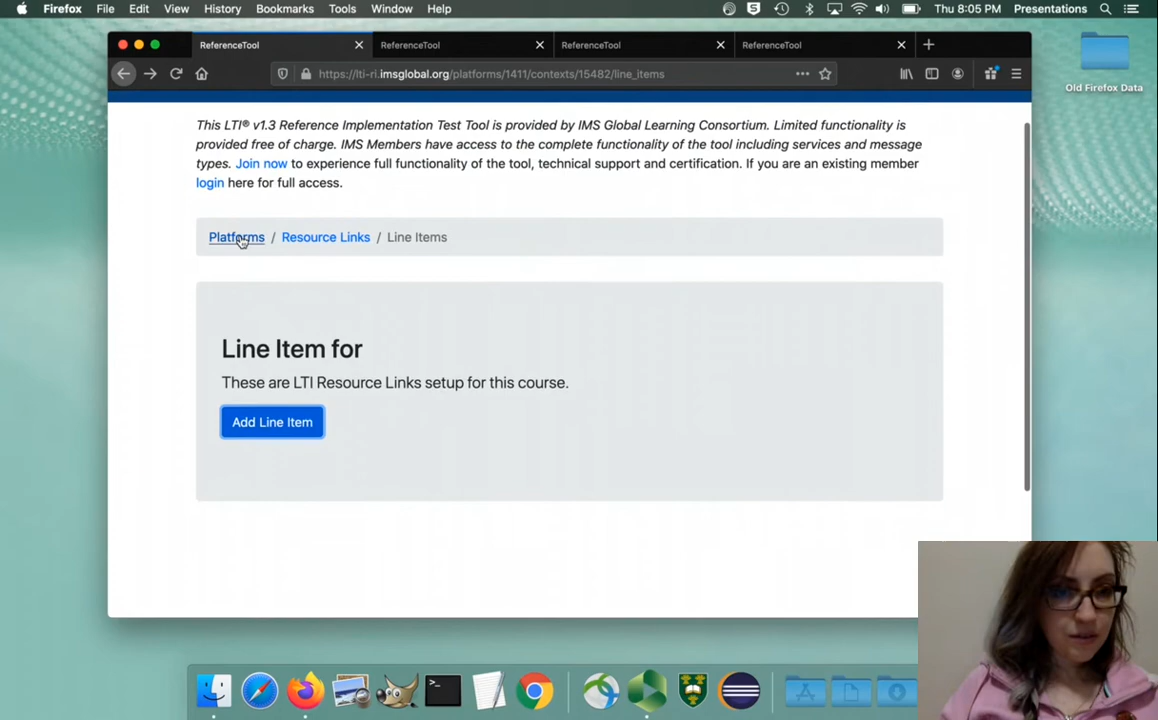 Firefox File Edit View History Bookmarks Tools Window Help Thu 8:05 PM Presentations
ReferenceTool ReferenceTool ReferenceTool ReferenceTool
https://lti-ri.imsglobal.org/platforms/1411/contexts/15482/line_items
Old Firefox Data
This LTI® v1.3 Reference Implementation Test Tool is provided by IMS Global Learning Consortium. Limited functionality is
provided free of charge. IMS Members have access to the complete functionality of the tool including services and message
types. Join now to experience full functionality of the tool, technical support and certification. If you are an existing member
login here for full access.
Platforms / Resource Links / Line Items
Line Item for
These are LTI Resource Links setup for this course.
Add Line Item